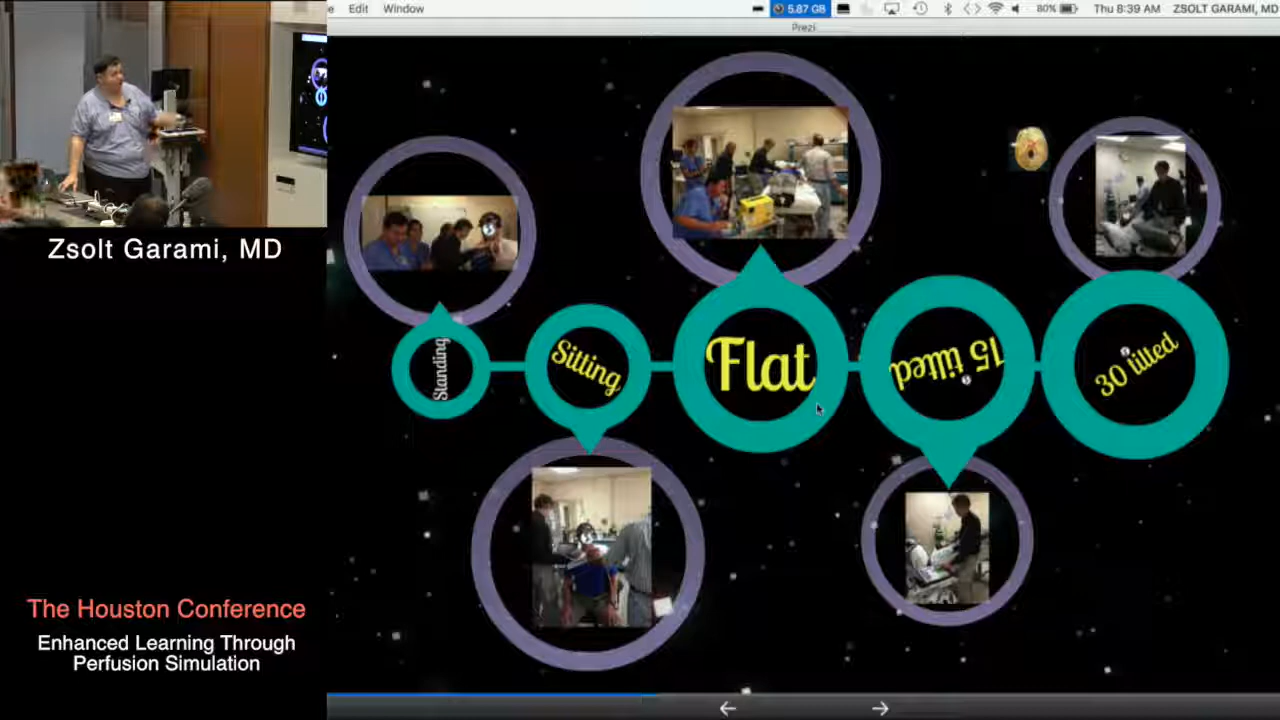 Edit Window
5.87 GB
80%
Thu 8:39 AM
ZSOLT GARAMI, MD
Prezi
Zsolt Garami, MD
Standing
Sitting
Flat
15 tilted
30 tilted
The Houston Conference
Enhanced Learning Through
Perfusion Simulation